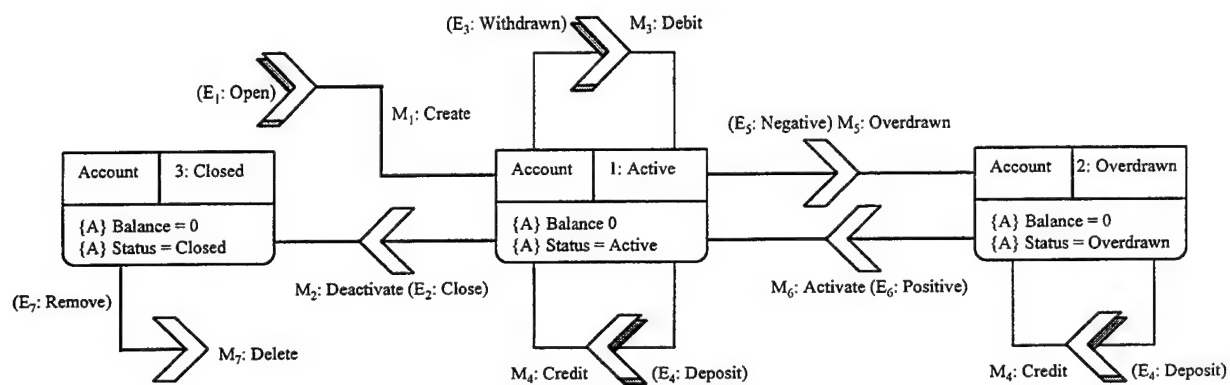 (E₃: Withdrawn) M₃: Debit
(E₁: Open)
M₁: Create
(E₅: Negative) M₅: Overdrawn
Account 3: Closed
{A} Balance = 0
{A} Status = Closed
Account 1: Active
{A} Balance 0
{A} Status = Active
Account 2: Overdrawn
{A} Balance = 0
{A} Status = Overdrawn
M₂: Deactivate (E₂: Close)
M₆: Activate (E₆: Positive)
(E₇: Remove)
M₇: Delete
M₄: Credit (E₄: Deposit)
M₄: Credit (E₄: Deposit)